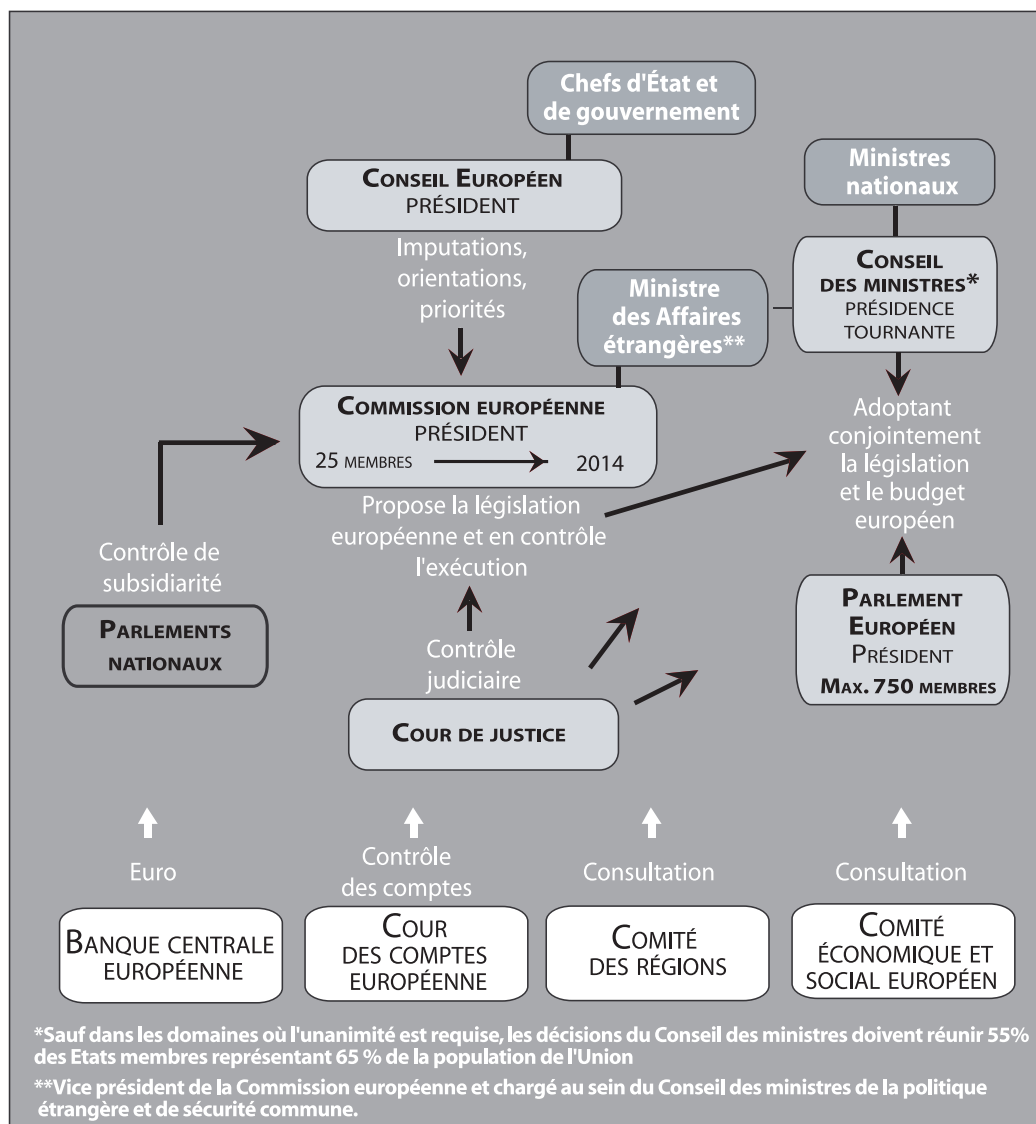 Chefs d'État et
de gouvernement
CONSEIL EUROPÉEN
PRÉSIDENT
Imputations,
orientations,
priorités
Ministres
nationaux
CONSEIL
DES MINISTRES*
PRÉSIDENCE
TOURNANTE
Ministre
des Affaires
étrangères**
COMMISSION EUROPÉENNE
PRÉSIDENT
25 MEMBRES 2014
Propose la législation
européenne et en contrôle
l'exécution
Adoptant
conjointement
la législation
et le budget
européen
Contrôle de
subsidiarité
PARLEMENTS
NATIONAUX
Contrôle
judiciaire
COUR DE JUSTICE
PARLEMENT
EUROPÉEN
PRÉSIDENT
MAX. 750 MEMBRES
Euro
BANQUE CENTRALE
EUROPÉENNE
Contrôle
des comptes
COUR
DES COMPTES
EUROPÉENNE
Consultation
COMITÉ
DES RÉGIONS
Consultation
COMITÉ
ÉCONOMIQUE ET
SOCIAL EUROPÉEN
*Sauf dans les domaines où l'unanimité est requise, les décisions du Conseil des ministres doivent réunir 55%
des Etats membres représentant 65 % de la population de l'Union
**Vice président de la Commission européenne et chargé au sein du Conseil des ministres de la politique
étrangère et de sécurité commune.